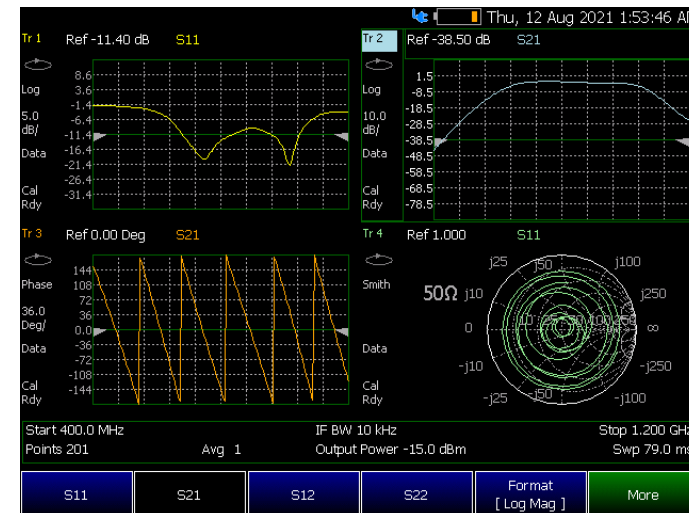 Thu, 12 Aug 2021 1:53:46 A
Tr 1 Ref -11.40 dB S11
Log
5.0
dB/
Data
Cal
Rdy
8.6
3.6
-1.4
-6.4
-11.4
-16.4
-21.4
-26.4
-31.4
Tr 2 Ref -38.50 dB S21
Log
10.0
dB/
Data
Cal
Rdy
1.5
-8.5
-18.5
-28.5
-38.5
-48.5
-58.5
-68.5
-78.5
Tr 3 Ref 0.00 Deg S21
Phase
36.0
Deg/
Data
Cal
Rdy
144
108
72
36
0.0
-36
-72
-108
-144
Tr 4 Ref 1.000 S11
Smith
Data
Cal
Rdy
50Ω
j10
j25
j50
j100
j250
0
∞
-j10
-j25
-j50
-j100
-j250
Start 400.0 MHz IF BW 10 kHz Stop 1.200 GHz
Points 201 Avg 1 Output Power -15.0 dBm Swp 79.0 ms
S11
S21
S12
S22
Format
[ Log Mag ]
More